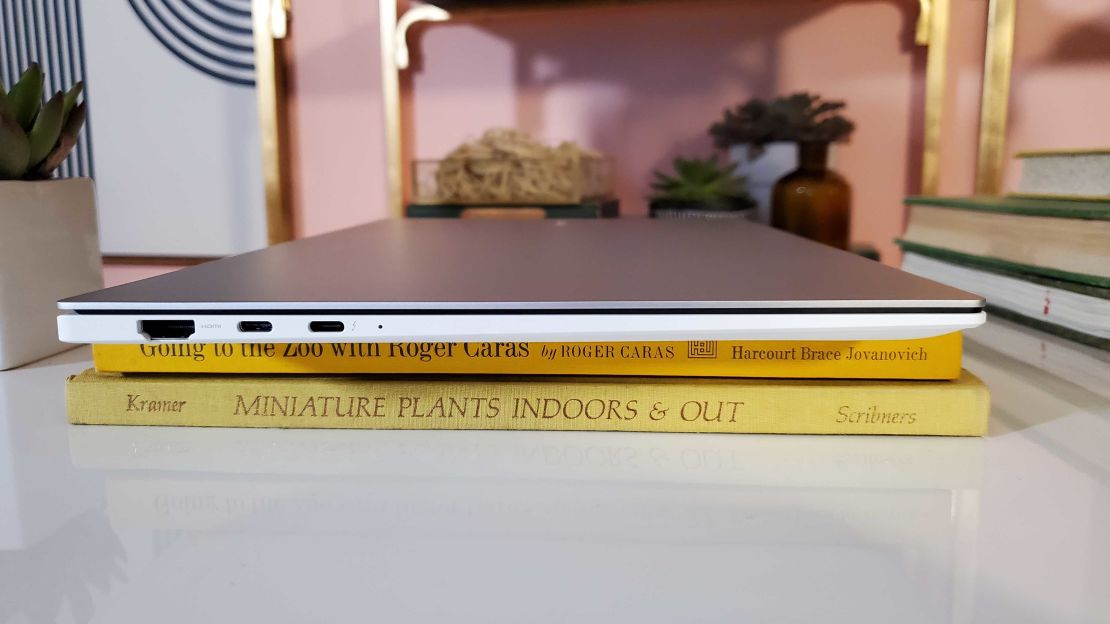 HDMI
Going to the Zoo with Roger Caras by ROGER CARAS Harcourt Brace Jovanovich
Kramer MINIATURE PLANTS INDOORS & OUT Scribners